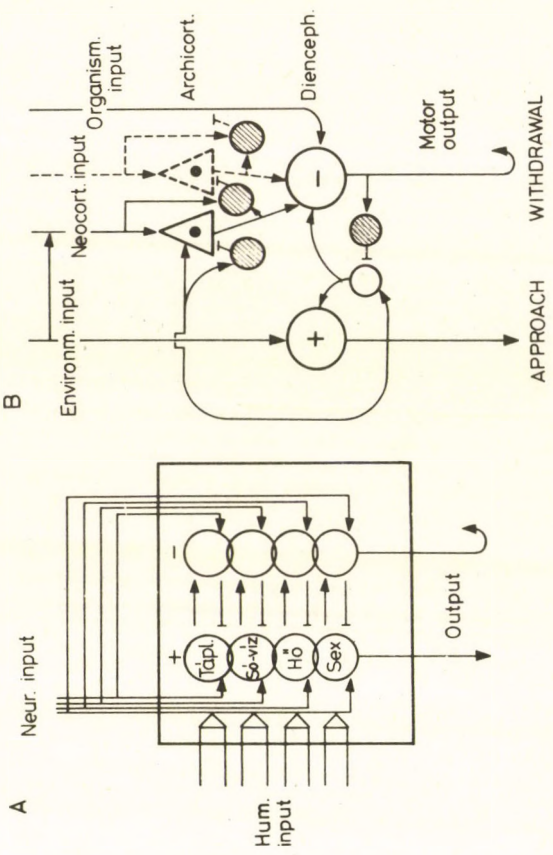 A
Neur. input
Hum.
input
+
−
Tápl.
Só-víz
Hő
Sex
Output
B
Environm. input
Neocort. input
Organism.
input
Archicort.
Dienceph.
+
−
Motor
output
APPROACH
WITHDRAWAL